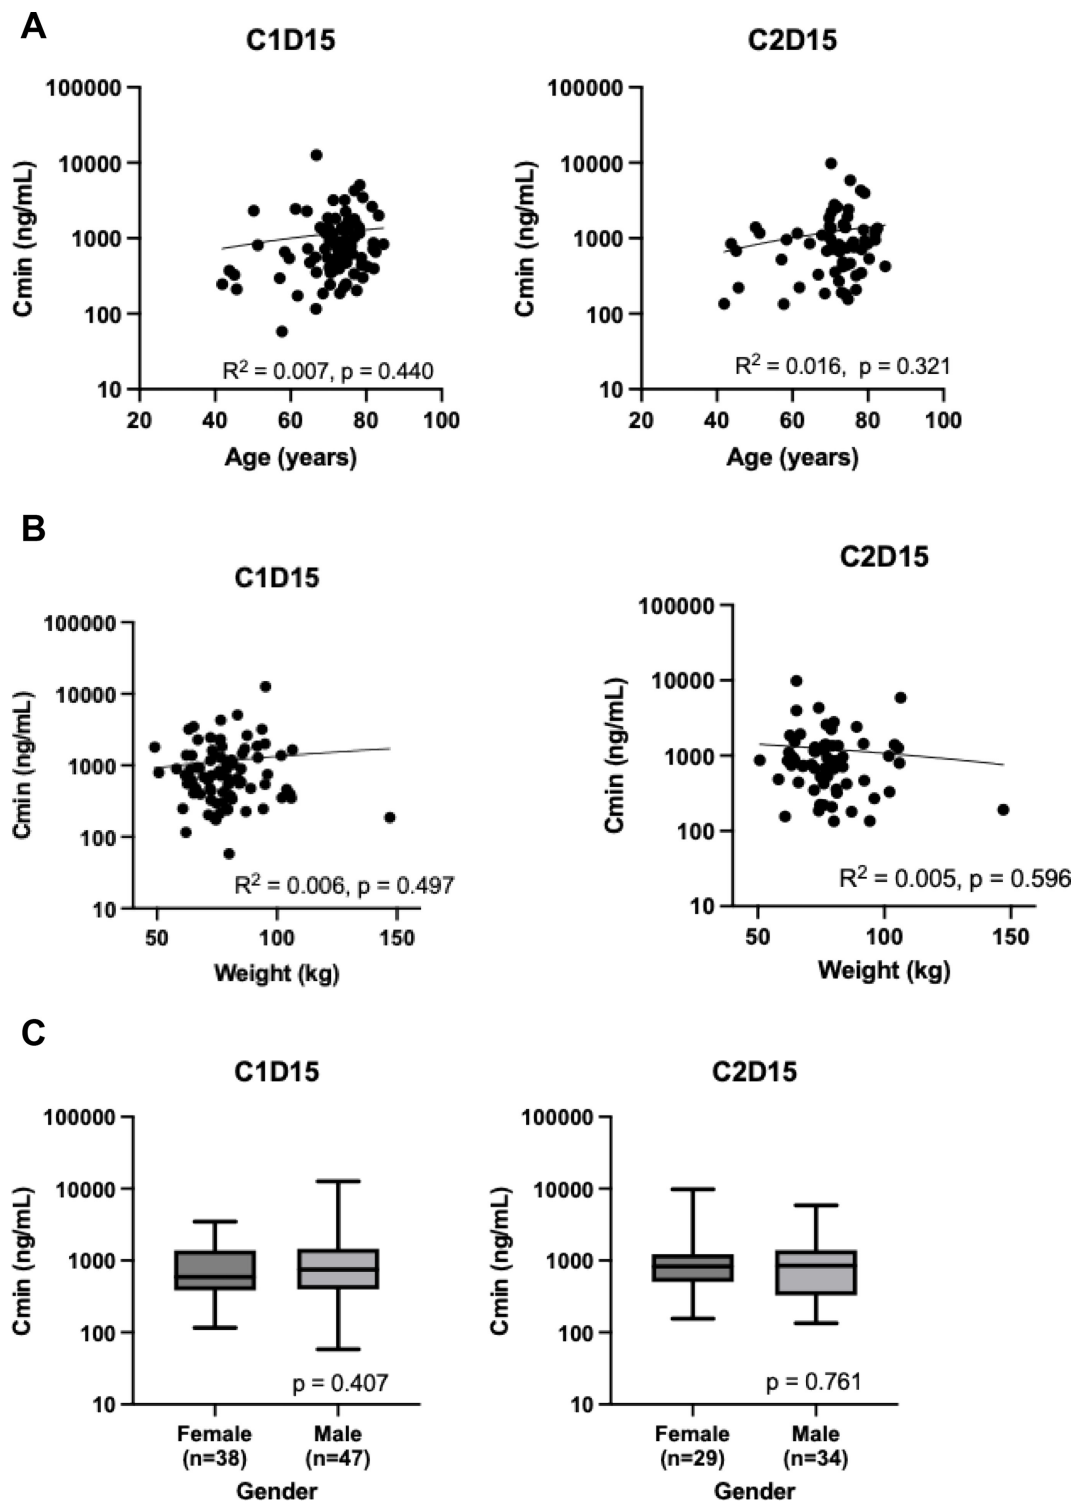 A
C1D15
C2D15
100000
10000
1000
100
10
Cmin (ng/mL)
R² = 0.007, p = 0.440
20 40 60 80 100
Age (years)
100000
10000
1000
100
10
Cmin (ng/mL)
R² = 0.016, p = 0.321
20 40 60 80 100
Age (years)
B
C1D15
100000
10000
1000
100
10
Cmin (ng/mL)
R² = 0.006, p = 0.497
50 100 150
Weight (kg)
C2D15
100000
10000
1000
100
10
Cmin (ng/mL)
R² = 0.005, p = 0.596
50 100 150
Weight (kg)
C
C1D15
100000
10000
1000
100
10
Cmin (ng/mL)
p = 0.407
Female Male
(n=38) (n=47)
Gender
C2D15
100000
10000
1000
100
10
Cmin (ng/mL)
p = 0.761
Female Male
(n=29) (n=34)
Gender